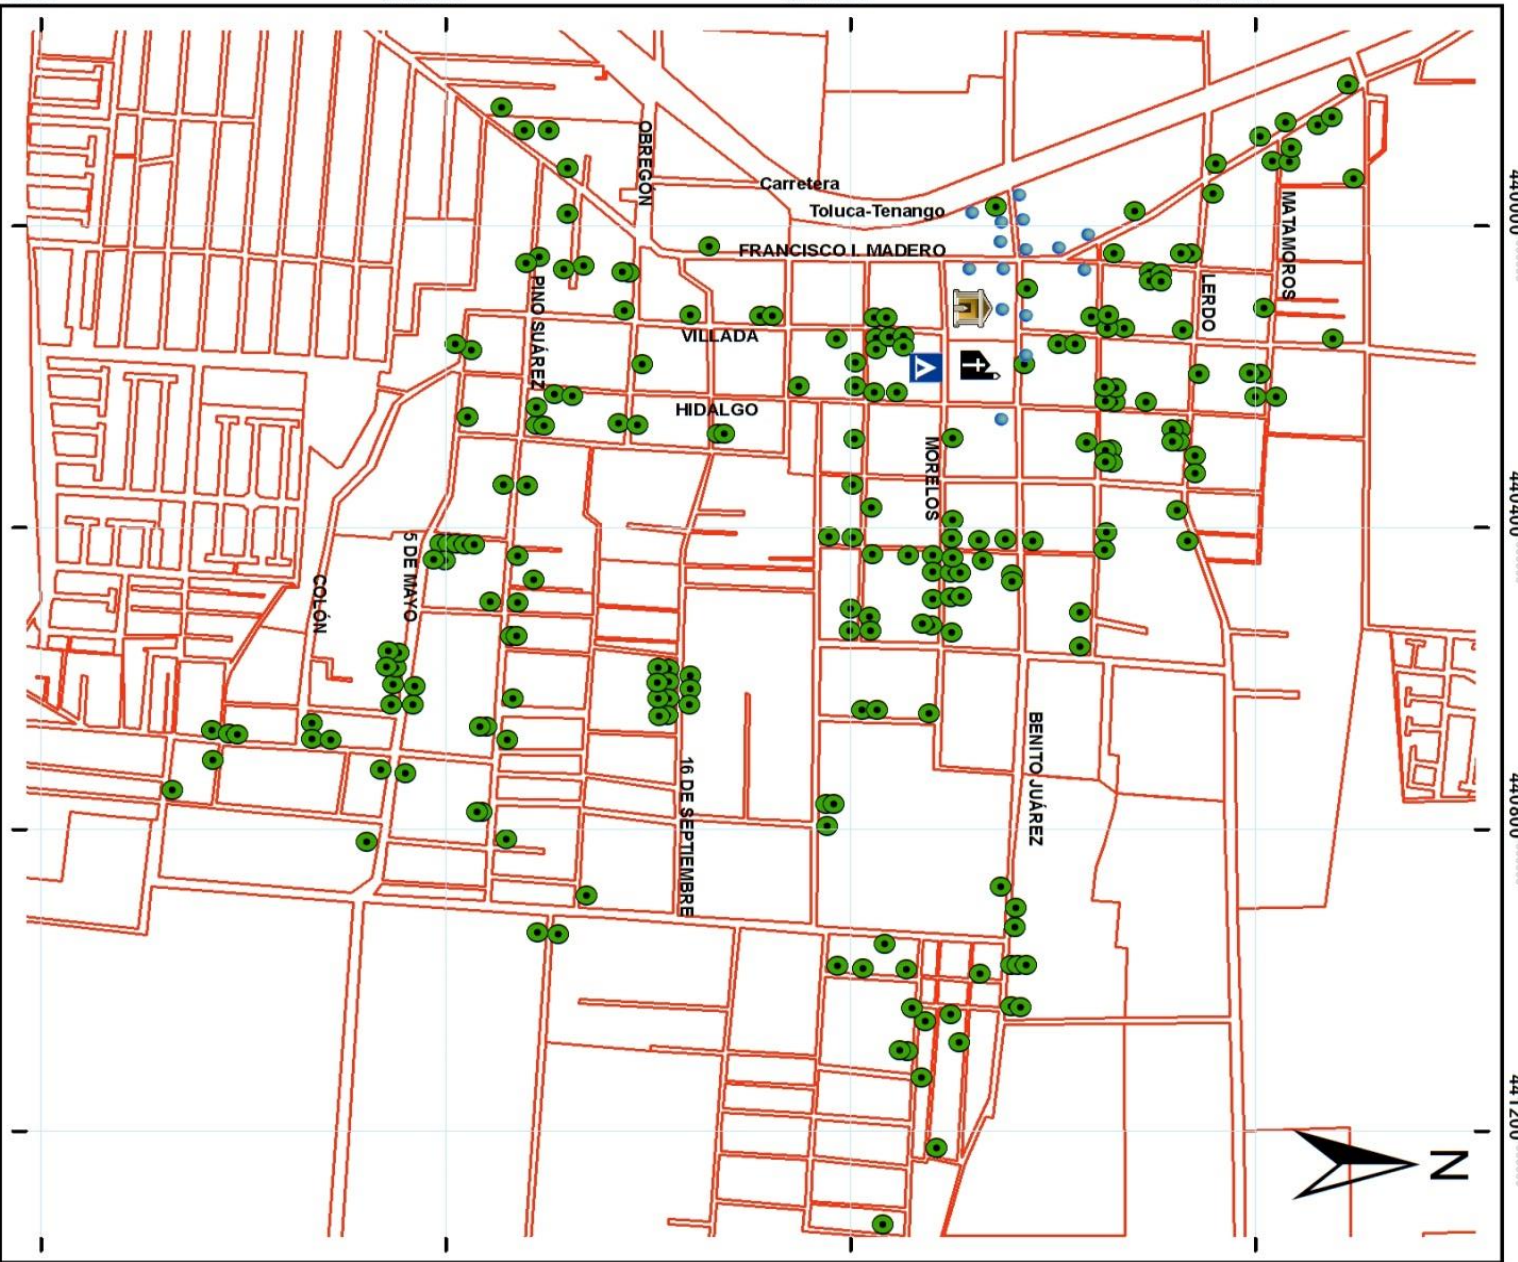 OBREGÓN
Carretera
Toluca-Tenango
FRANCISCO I. MADERO
MATAMOROS
LERDO
PINO SUÁREZ
VILLADA
HIDALGO
MORELOS
5 DE MAYO
COLÓN
BENITO JUÁREZ
16 DE SEPTIEMBRE
N
440000
440400
440800
441200